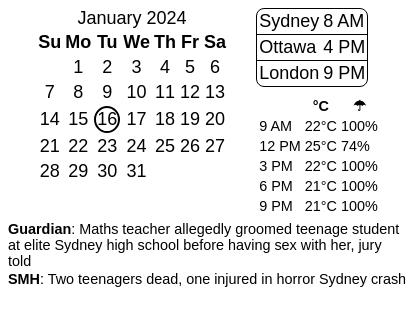 January 2024
Su Mo Tu We Th Fr Sa
1 2 3 4 5 6
7 8 9 10 11 12 13
14 15 16 17 18 19 20
21 22 23 24 25 26 27
28 29 30 31
Sydney 8 AM
Ottawa 4 PM
London 9 PM
°C ☂
9 AM 22°C 100%
12 PM 25°C 74%
3 PM 22°C 100%
6 PM 21°C 100%
9 PM 21°C 100%
Guardian: Maths teacher allegedly groomed teenage student
at elite Sydney high school before having sex with her, jury
told
SMH: Two teenagers dead, one injured in horror Sydney crash